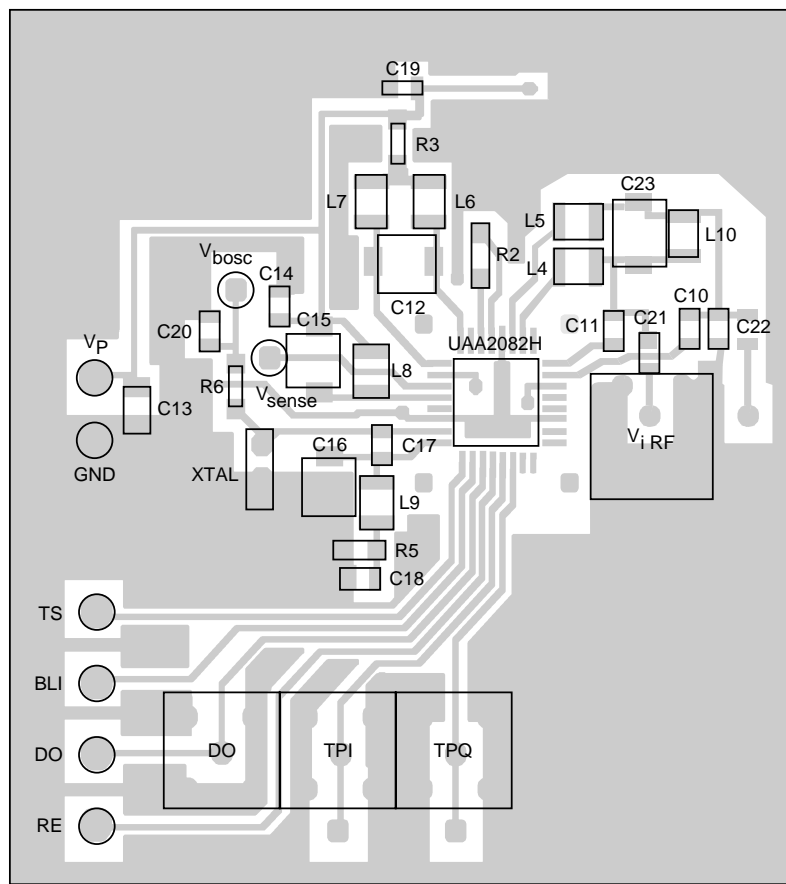 C19
R3
L7
L6
C23
L5
L10
R2
V bosc
L4
C14
C12
C15
C20
C11
C21
C10
C22
UAA2082H
VP
L8
R6
V sense
C13
C17
C16
Vi RF
GND
XTAL
L9
R5
C18
TS
BLI
DO
DO
TPI
TPQ
RE